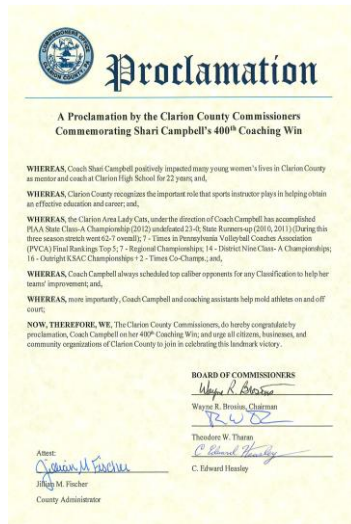 COMMISSIONERS OFFICE
CLARION COUNTY, PA
Proclamation
A Proclamation by the Clarion County Commissioners
Commemorating Shari Campbell's 400th Coaching Win
WHEREAS, Coach Shari Campbell positively impacted many young women's lives in Clarion County
as mentor and coach at Clarion High School for 22 years; and,
WHEREAS, Clarion County recognizes the important role that sports instructor plays in helping obtain
an effective education and career; and,
WHEREAS, the Clarion Area Lady Cats, under the direction of Coach Campbell has accomplished
PIAA State Class-A Championship (2012) undefeated 23-0; State Runners-up (2010, 2011) (During this
three season stretch went 62-7 overall); 7 - Times in Pennsylvania Volleyball Coaches Association
(PVCA) Final Rankings Top 5; 7 - Regional Championships; 14 - District Nine Class- A Championships;
16 - Outright KSAC Championships + 2 - Times Co-Champs.; and,
WHEREAS, Coach Campbell always scheduled top caliber opponents for any Classification to help her
teams' improvement; and,
WHEREAS, more importantly, Coach Campbell and coaching assistants help mold athletes on and off
court;
NOW, THEREFORE, WE, The Clarion County Commissioners, do hereby congratulate by
proclamation, Coach Campbell on her 400th Coaching Win; and urge all citizens, businesses, and
community organizations of Clarion County to join in celebrating this landmark victory.
BOARD OF COMMISSIONERS
Wayne R. Brosius
Wayne R. Brosius, Chairman
Theodore W. Tharan
C. Edward Heasley
C. Edward Heasley
Attest:
Jillian M Fischer
Jillian M. Fischer
County Administrator